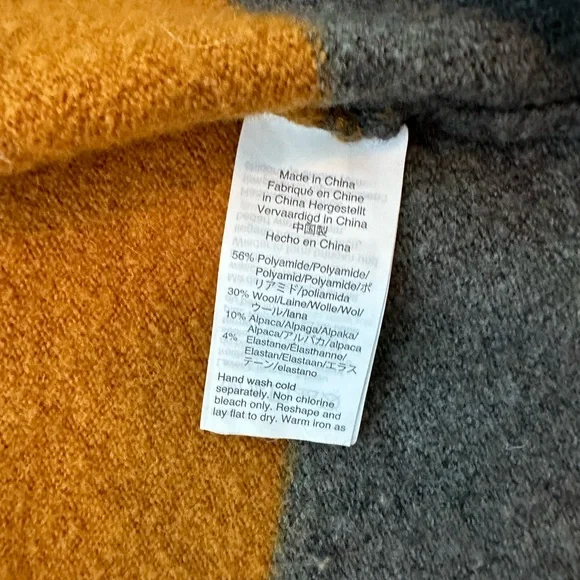 Made in China
Fabriqué en Chine
in China Hergestellt
Vervaardigd in China
中国製
Hecho en China
56% Polyamide/Polyamide/
Polyamid/Polyamide/ポ
リアミド/poliamida
30% Wool/Laine/Wolle/Wol/
ウール/lana
10% Alpaca/Alpaga/Alpaka/
Alpaca/アルパカ/alpaca
4% Elastane/Élasthanne/
Elastan/Elastaan/エラス
テーン/elastano
Hand wash cold
separately. Non chlorine
bleach only. Reshape and
lay flat to dry. Warm iron as